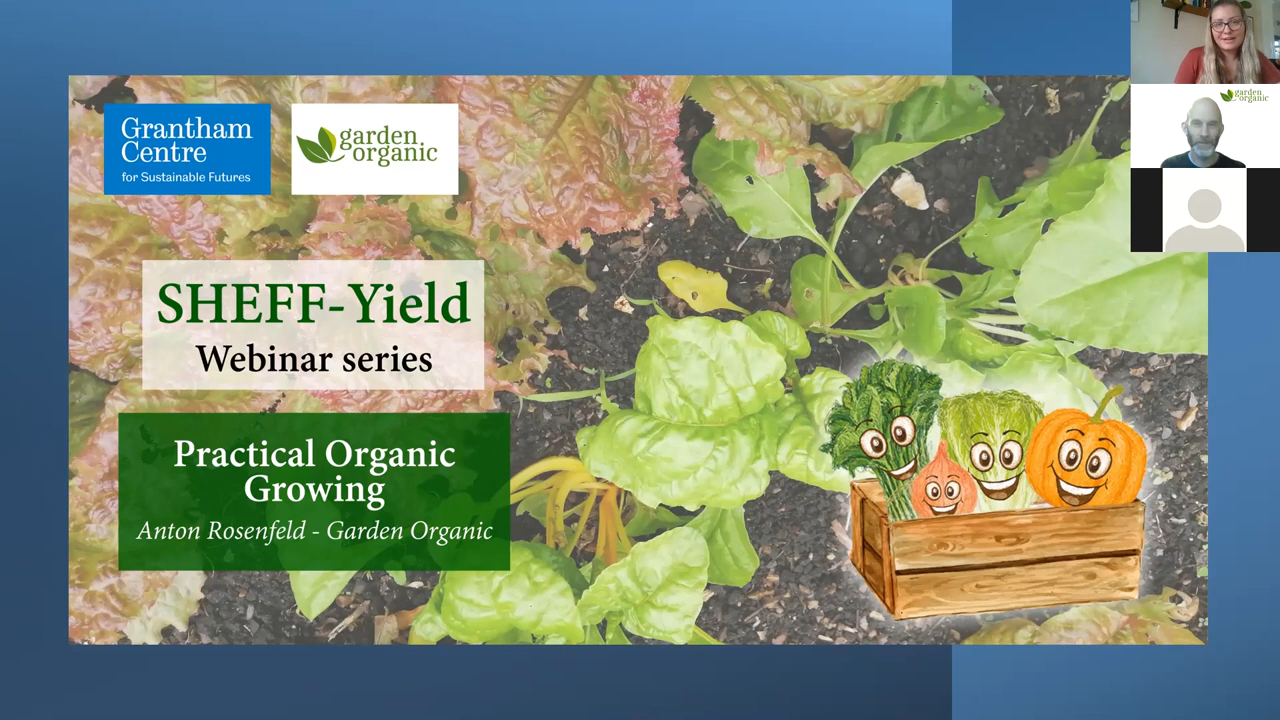 Grantham
Centre
for Sustainable Futures
garden
organic
SHEFF-Yield
Webinar series
Practical Organic
Growing
Anton Rosenfeld - Garden Organic
garden
organic